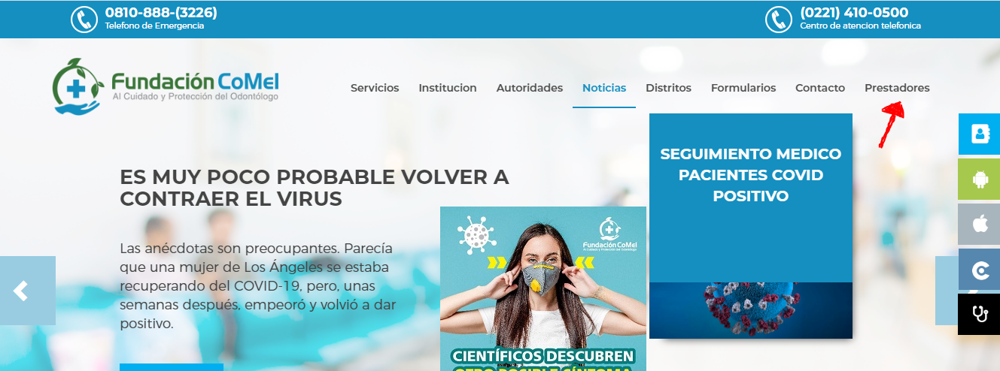 0810-888-(3226)
Telefono de Emergencia
(0221) 410-0500
Centro de atencion telefonica
Fundación CoMel
Al Cuidado y Protección del Odontólogo
Servicios Institucion Autoridades Noticias Distritos Formularios Contacto Prestadores
ES MUY POCO PROBABLE VOLVER A
CONTRAER EL VIRUS
Las anécdotas son preocupantes. Parecía
que una mujer de Los Ángeles se estaba
recuperando del COVID-19, pero, unas
semanas después, empeoró y volvió a dar
positivo.
Fundación CoMel
Al Cuidado y Protección del Odontólogo
CIENTÍFICOS DESCUBREN
OTRO POSIBLE SÍNTOMA
SEGUIMIENTO MEDICO
PACIENTES COVID
POSITIVO